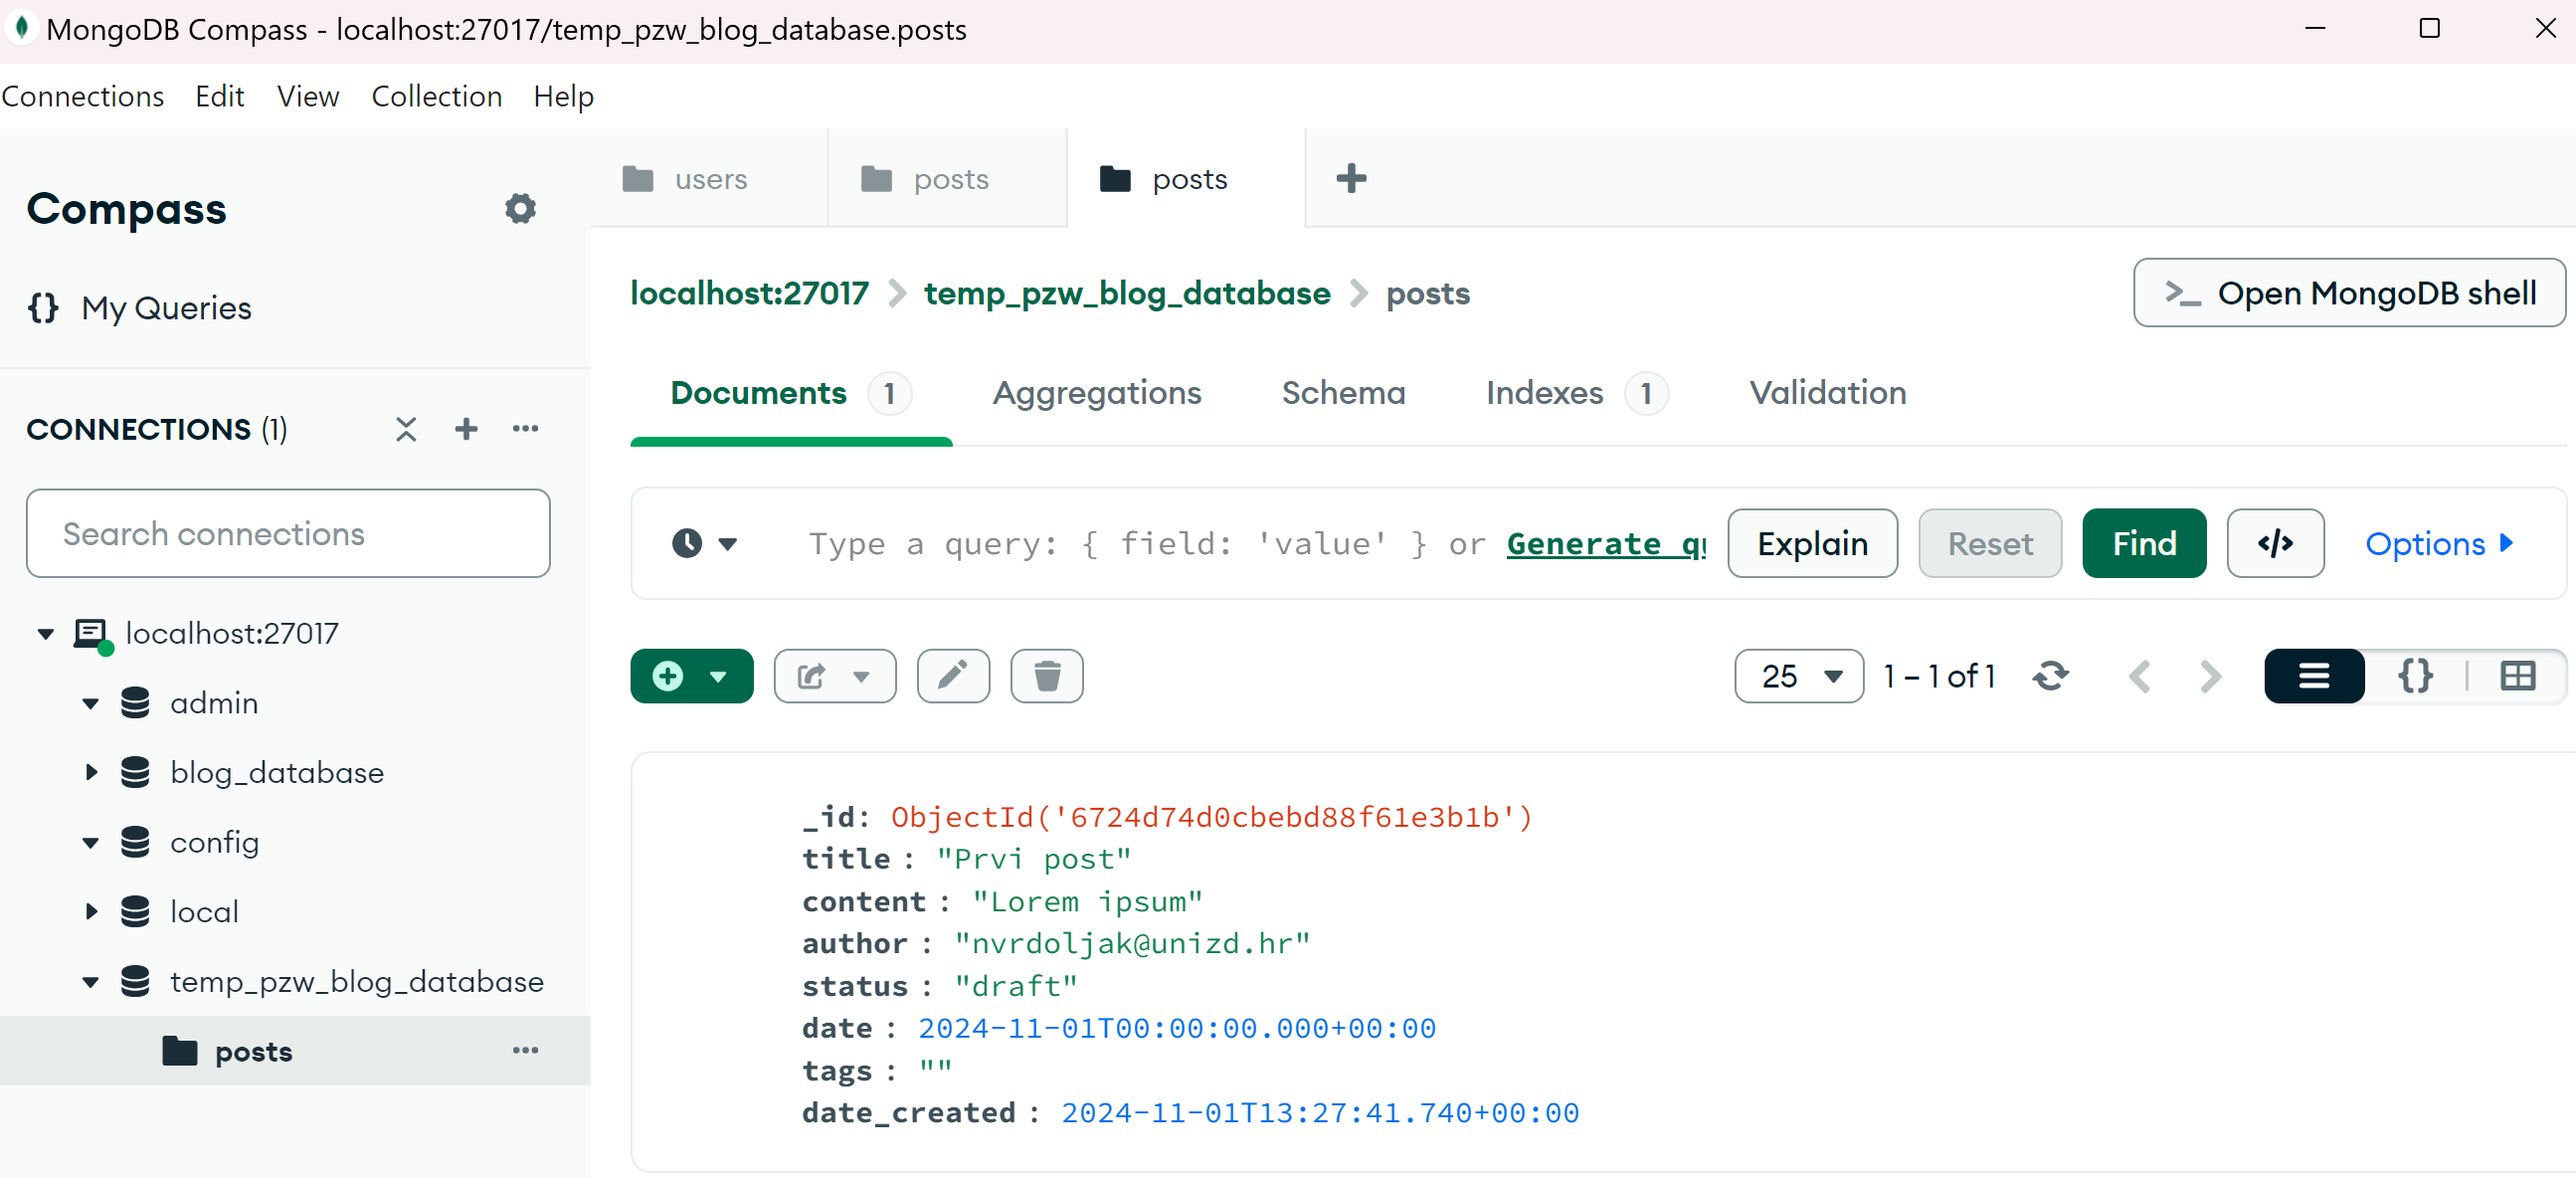 MongoDB Compass - localhost:27017/temp_pzw_blog_database.posts
Connections Edit View Collection Help
Compass
{} My Queries
CONNECTIONS (1)
Search connections
localhost:27017
admin
blog_database
config
local
temp_pzw_blog_database
posts
users posts posts
localhost:27017 > temp_pzw_blog_database > posts
>_ Open MongoDB shell
Documents 1 Aggregations Schema Indexes 1 Validation
Type a query: { field: 'value' } or Generate qu Explain Reset Find </> Options
25 1 – 1 of 1 {}
_id: ObjectId('6724d74d0cbebd88f61e3b1b')
title : "Prvi post"
content : "Lorem ipsum"
author : "nvrdoljak@unizd.hr"
status : "draft"
date : 2024-11-01T00:00:00.000+00:00
tags : ""
date_created : 2024-11-01T13:27:41.740+00:00